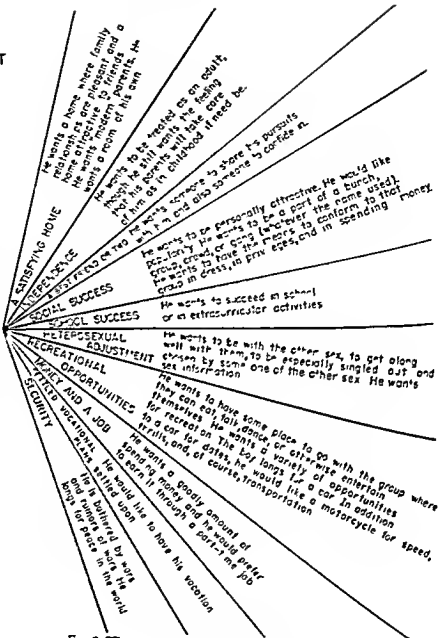 T
A SATISFYING HOME
He wants a home where family
relationships are pleasant and a
home attractive to friends
He wants modern parents. He
wants a room of his own
INDEPENDENCE
He wants to be treated as an adult,
though he still wants the feeling
that his parents will take care
of him as in childhood if need be.
A BEST FRIEND OR TWO
He wants someone to share his pursuits
with him and also someone to confide in
SOCIAL SUCCESS
He wants to be personally attractive. He would like
popularity He wants to be a part of a bunch,
group, crowd, or gang (whatever the name used).
He wants to have the means to conform to that
group in dress, in privileges, and in spending money.
SCHOOL SUCCESS
He wants to succeed in school
or in extracurricular activities
HETEROSEXUAL
ADJUSTMENT
He wants to be with the other sex, to get along
well with them, to be especially singled out and
chosen by some one of the other sex He wants
sex information
RECREATIONAL
OPPORTUNITIES
He wants to have some place to go with the group where
they can eat, talk, dance, or otherwise entertain
themselves. He wants a variety of opportunities
for recreation The boy longs for a car In addition
to a car for dates, he would like a motorcycle for speed,
thrills, and, of course, transportation
MONEY AND A JOB
He wants a goodly amount of
spending money and he would prefer
to earn it through a part-time job
VOCATIONAL
PLANS SETTLED UPON
He would like to have his vocation
SECURITY
He is bothered by wars
and rumors of wars He
longs for peace in the world